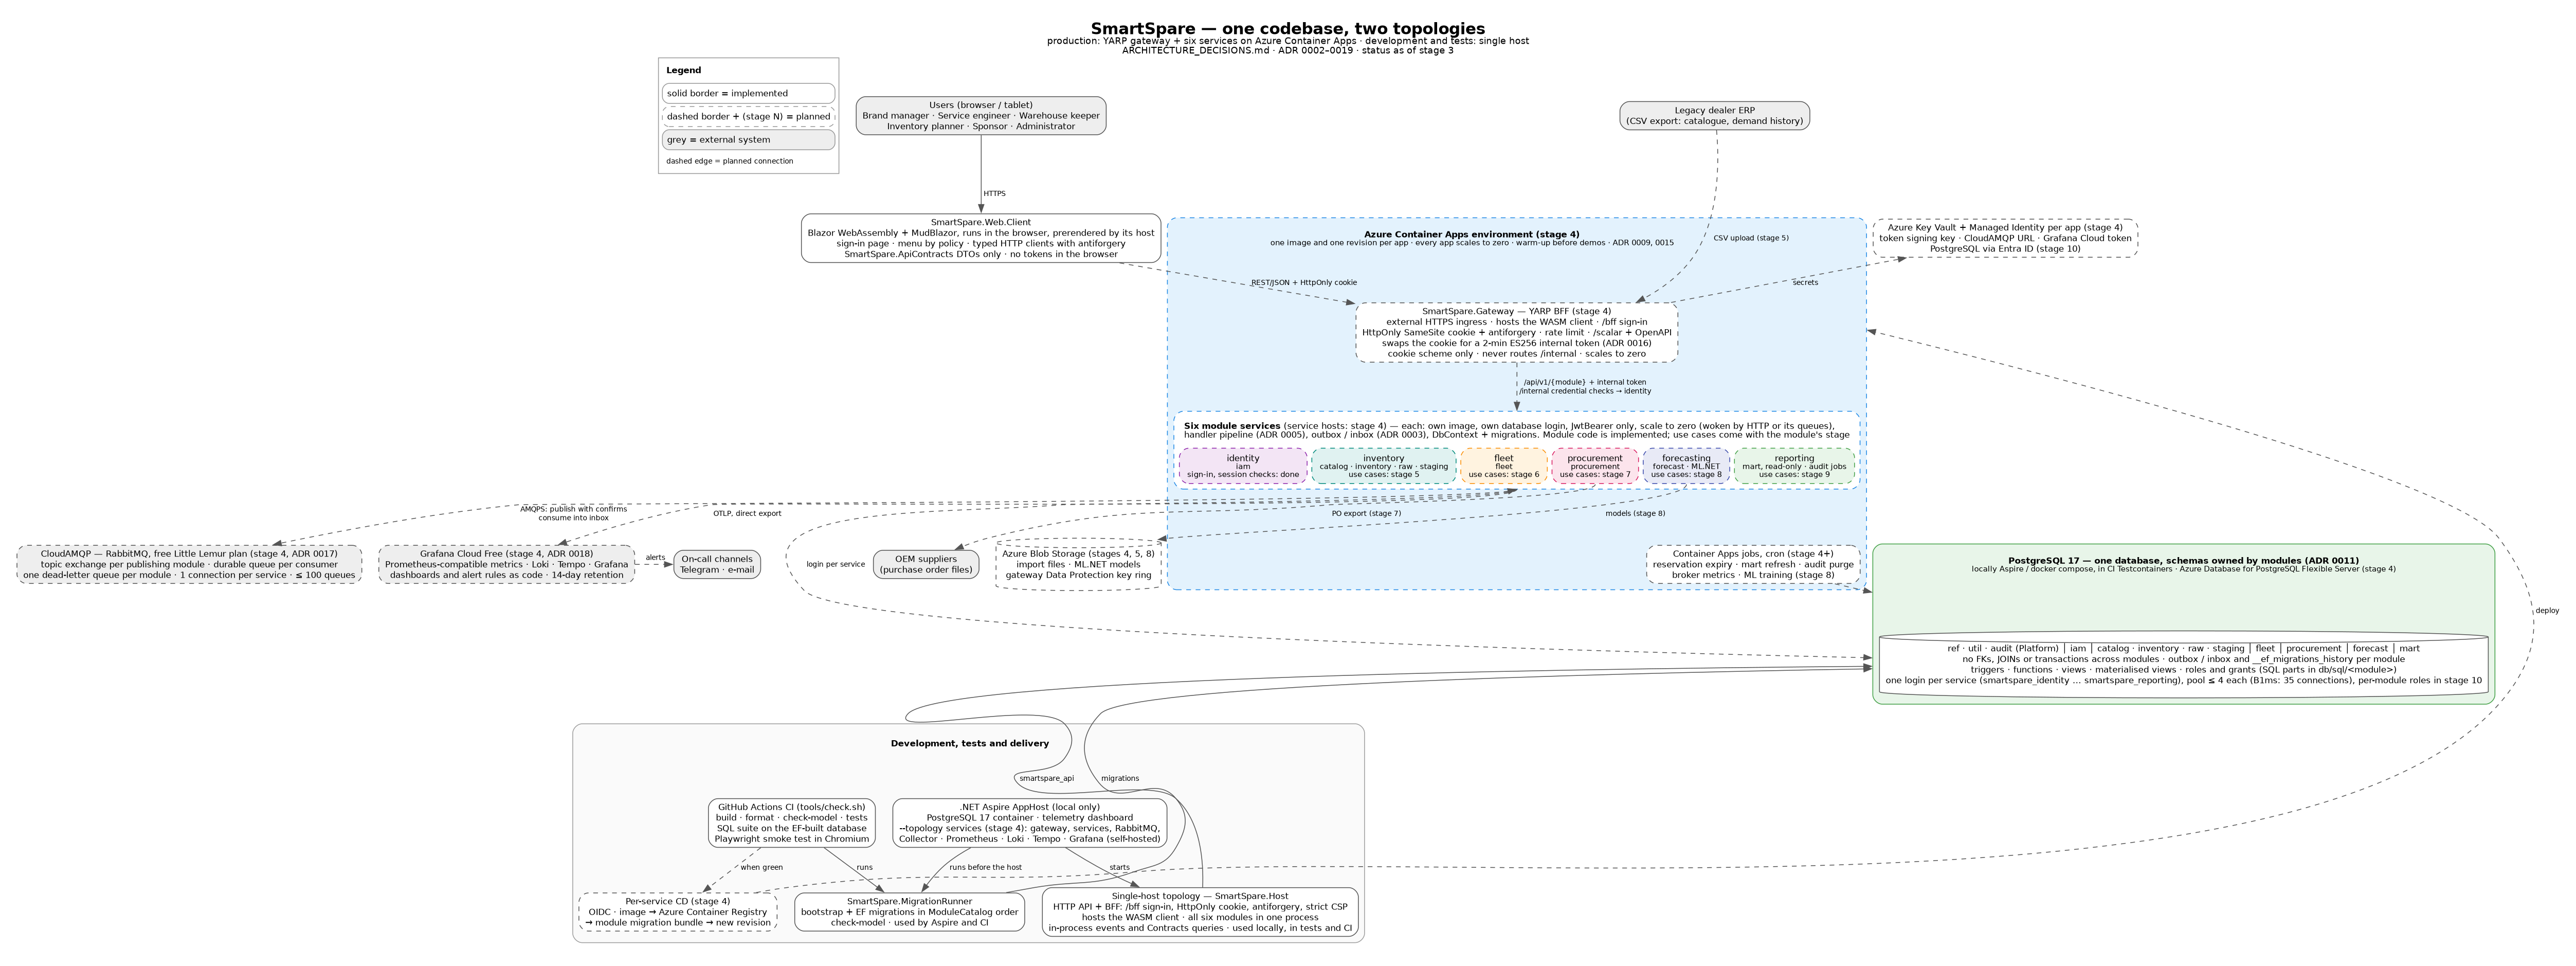 SmartSpare — one codebase, two topologies
production: YARP gateway + six services on Azure Container Apps · development and tests: single host
ARCHITECTURE_DECISIONS.md · ADR 0002–0019 · status as of stage 3
Legend
solid border = implemented
dashed border + (stage N) = planned
grey = external system
dashed edge = planned connection
Users (browser / tablet)
Brand manager · Service engineer · Warehouse keeper
Inventory planner · Sponsor · Administrator
Legacy dealer ERP
(CSV export: catalogue, demand history)
HTTPS
SmartSpare.Web.Client
Blazor WebAssembly + MudBlazor, runs in the browser, prerendered by its host
sign-in page · menu by policy · typed HTTP clients with antiforgery
SmartSpare.ApiContracts DTOs only · no tokens in the browser
Azure Container Apps environment (stage 4)
one image and one revision per app · every app scales to zero · warm-up before demos · ADR 0009, 0015
CSV upload (stage 5)
Azure Key Vault + Managed Identity per app (stage 4)
token signing key · CloudAMQP URL · Grafana Cloud token
PostgreSQL via Entra ID (stage 10)
REST/JSON + HttpOnly cookie
secrets
SmartSpare.Gateway — YARP BFF (stage 4)
external HTTPS ingress · hosts the WASM client · /bff sign-in
HttpOnly SameSite cookie + antiforgery · rate limit · /scalar + OpenAPI
swaps the cookie for a 2-min ES256 internal token (ADR 0016)
cookie scheme only · never routes /internal · scales to zero
/api/v1/{module} + internal token
/internal credential checks → identity
Six module services (service hosts: stage 4) — each: own image, own database login, JwtBearer only, scale to zero (woken by HTTP or its queues),
handler pipeline (ADR 0005), outbox / inbox (ADR 0003), DbContext + migrations. Module code is implemented; use cases come with the module's stage
identity
iam
sign-in, session checks: done
inventory
catalog · inventory · raw · staging
use cases: stage 5
fleet
fleet
use cases: stage 6
procurement
procurement
use cases: stage 7
forecasting
forecast · ML.NET
use cases: stage 8
reporting
mart, read-only · audit jobs
use cases: stage 9
AMQPS: publish with confirms
consume into inbox
OTLP, direct export
PO export (stage 7)
models (stage 8)
CloudAMQP — RabbitMQ, free Little Lemur plan (stage 4, ADR 0017)
topic exchange per publishing module · durable queue per consumer
one dead-letter queue per module · 1 connection per service · ≤ 100 queues
Grafana Cloud Free (stage 4, ADR 0018)
Prometheus-compatible metrics · Loki · Tempo · Grafana
dashboards and alert rules as code · 14-day retention
alerts
On-call channels
Telegram · e-mail
login per service
OEM suppliers
(purchase order files)
Azure Blob Storage (stages 4, 5, 8)
import files · ML.NET models
gateway Data Protection key ring
Container Apps jobs, cron (stage 4+)
reservation expiry · mart refresh · audit purge
broker metrics · ML training (stage 8)
PostgreSQL 17 — one database, schemas owned by modules (ADR 0011)
locally Aspire / docker compose, in CI Testcontainers · Azure Database for PostgreSQL Flexible Server (stage 4)
deploy
ref · util · audit (Platform) │ iam │ catalog · inventory · raw · staging │ fleet │ procurement │ forecast │ mart
no FKs, JOINs or transactions across modules · outbox / inbox and __ef_migrations_history per module
triggers · functions · views · materialised views · roles and grants (SQL parts in db/sql/<module>)
one login per service (smartspare_identity … smartspare_reporting), pool ≤ 4 each (B1ms: 35 connections), per-module roles in stage 10
Development, tests and delivery
smartspare_api
migrations
GitHub Actions CI (tools/check.sh)
build · format · check-model · tests
SQL suite on the EF-built database
Playwright smoke test in Chromium
.NET Aspire AppHost (local only)
PostgreSQL 17 container · telemetry dashboard
--topology services (stage 4): gateway, services, RabbitMQ,
Collector · Prometheus · Loki · Tempo · Grafana (self-hosted)
when green
runs
runs before the host
starts
Per-service CD (stage 4)
OIDC · image → Azure Container Registry
→ module migration bundle → new revision
SmartSpare.MigrationRunner
bootstrap + EF migrations in ModuleCatalog order
check-model · used by Aspire and CI
Single-host topology — SmartSpare.Host
HTTP API + BFF: /bff sign-in, HttpOnly cookie, antiforgery, strict CSP
hosts the WASM client · all six modules in one process
in-process events and Contracts queries · used locally, in tests and CI